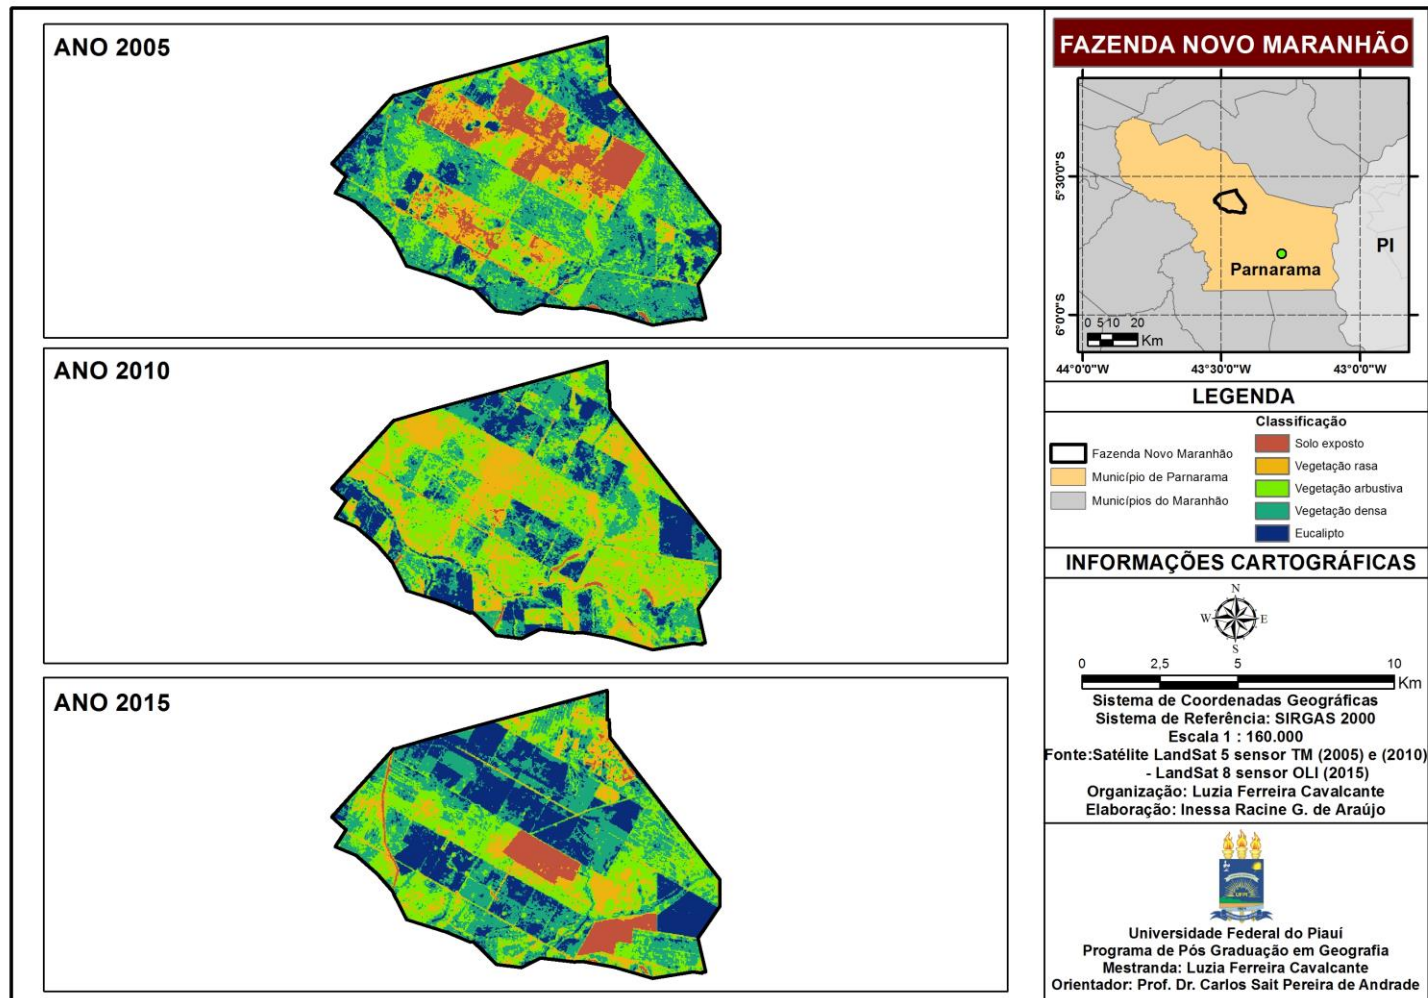 ANO 2005
ANO 2010
ANO 2015
FAZENDA NOVO MARANHÃO
5°30'0"S
6°0'0"S
PI
Parnarama
0 5 10 20
Km
44°0'0"W 43°30'0"W 43°0'0"W
LEGENDA
Fazenda Novo Maranhão
Município de Parnarama
Municípios do Maranhão
Classificação
Solo exposto
Vegetação rasa
Vegetação arbustiva
Vegetação densa
Eucalipto
INFORMAÇÕES CARTOGRÁFICAS
N
W E
S
0 2,5 5 10
Km
Sistema de Coordenadas Geográficas
Sistema de Referência: SIRGAS 2000
Escala 1 : 160.000
Fonte:Satélite LandSat 5 sensor TM (2005) e (2010)
- LandSat 8 sensor OLI (2015)
Organização: Luzia Ferreira Cavalcante
Elaboração: Inessa Racine G. de Araújo
Universidade Federal do Piauí
Programa de Pós Graduação em Geografia
Mestranda: Luzia Ferreira Cavalcante
Orientador: Prof. Dr. Carlos Sait Pereira de Andrade